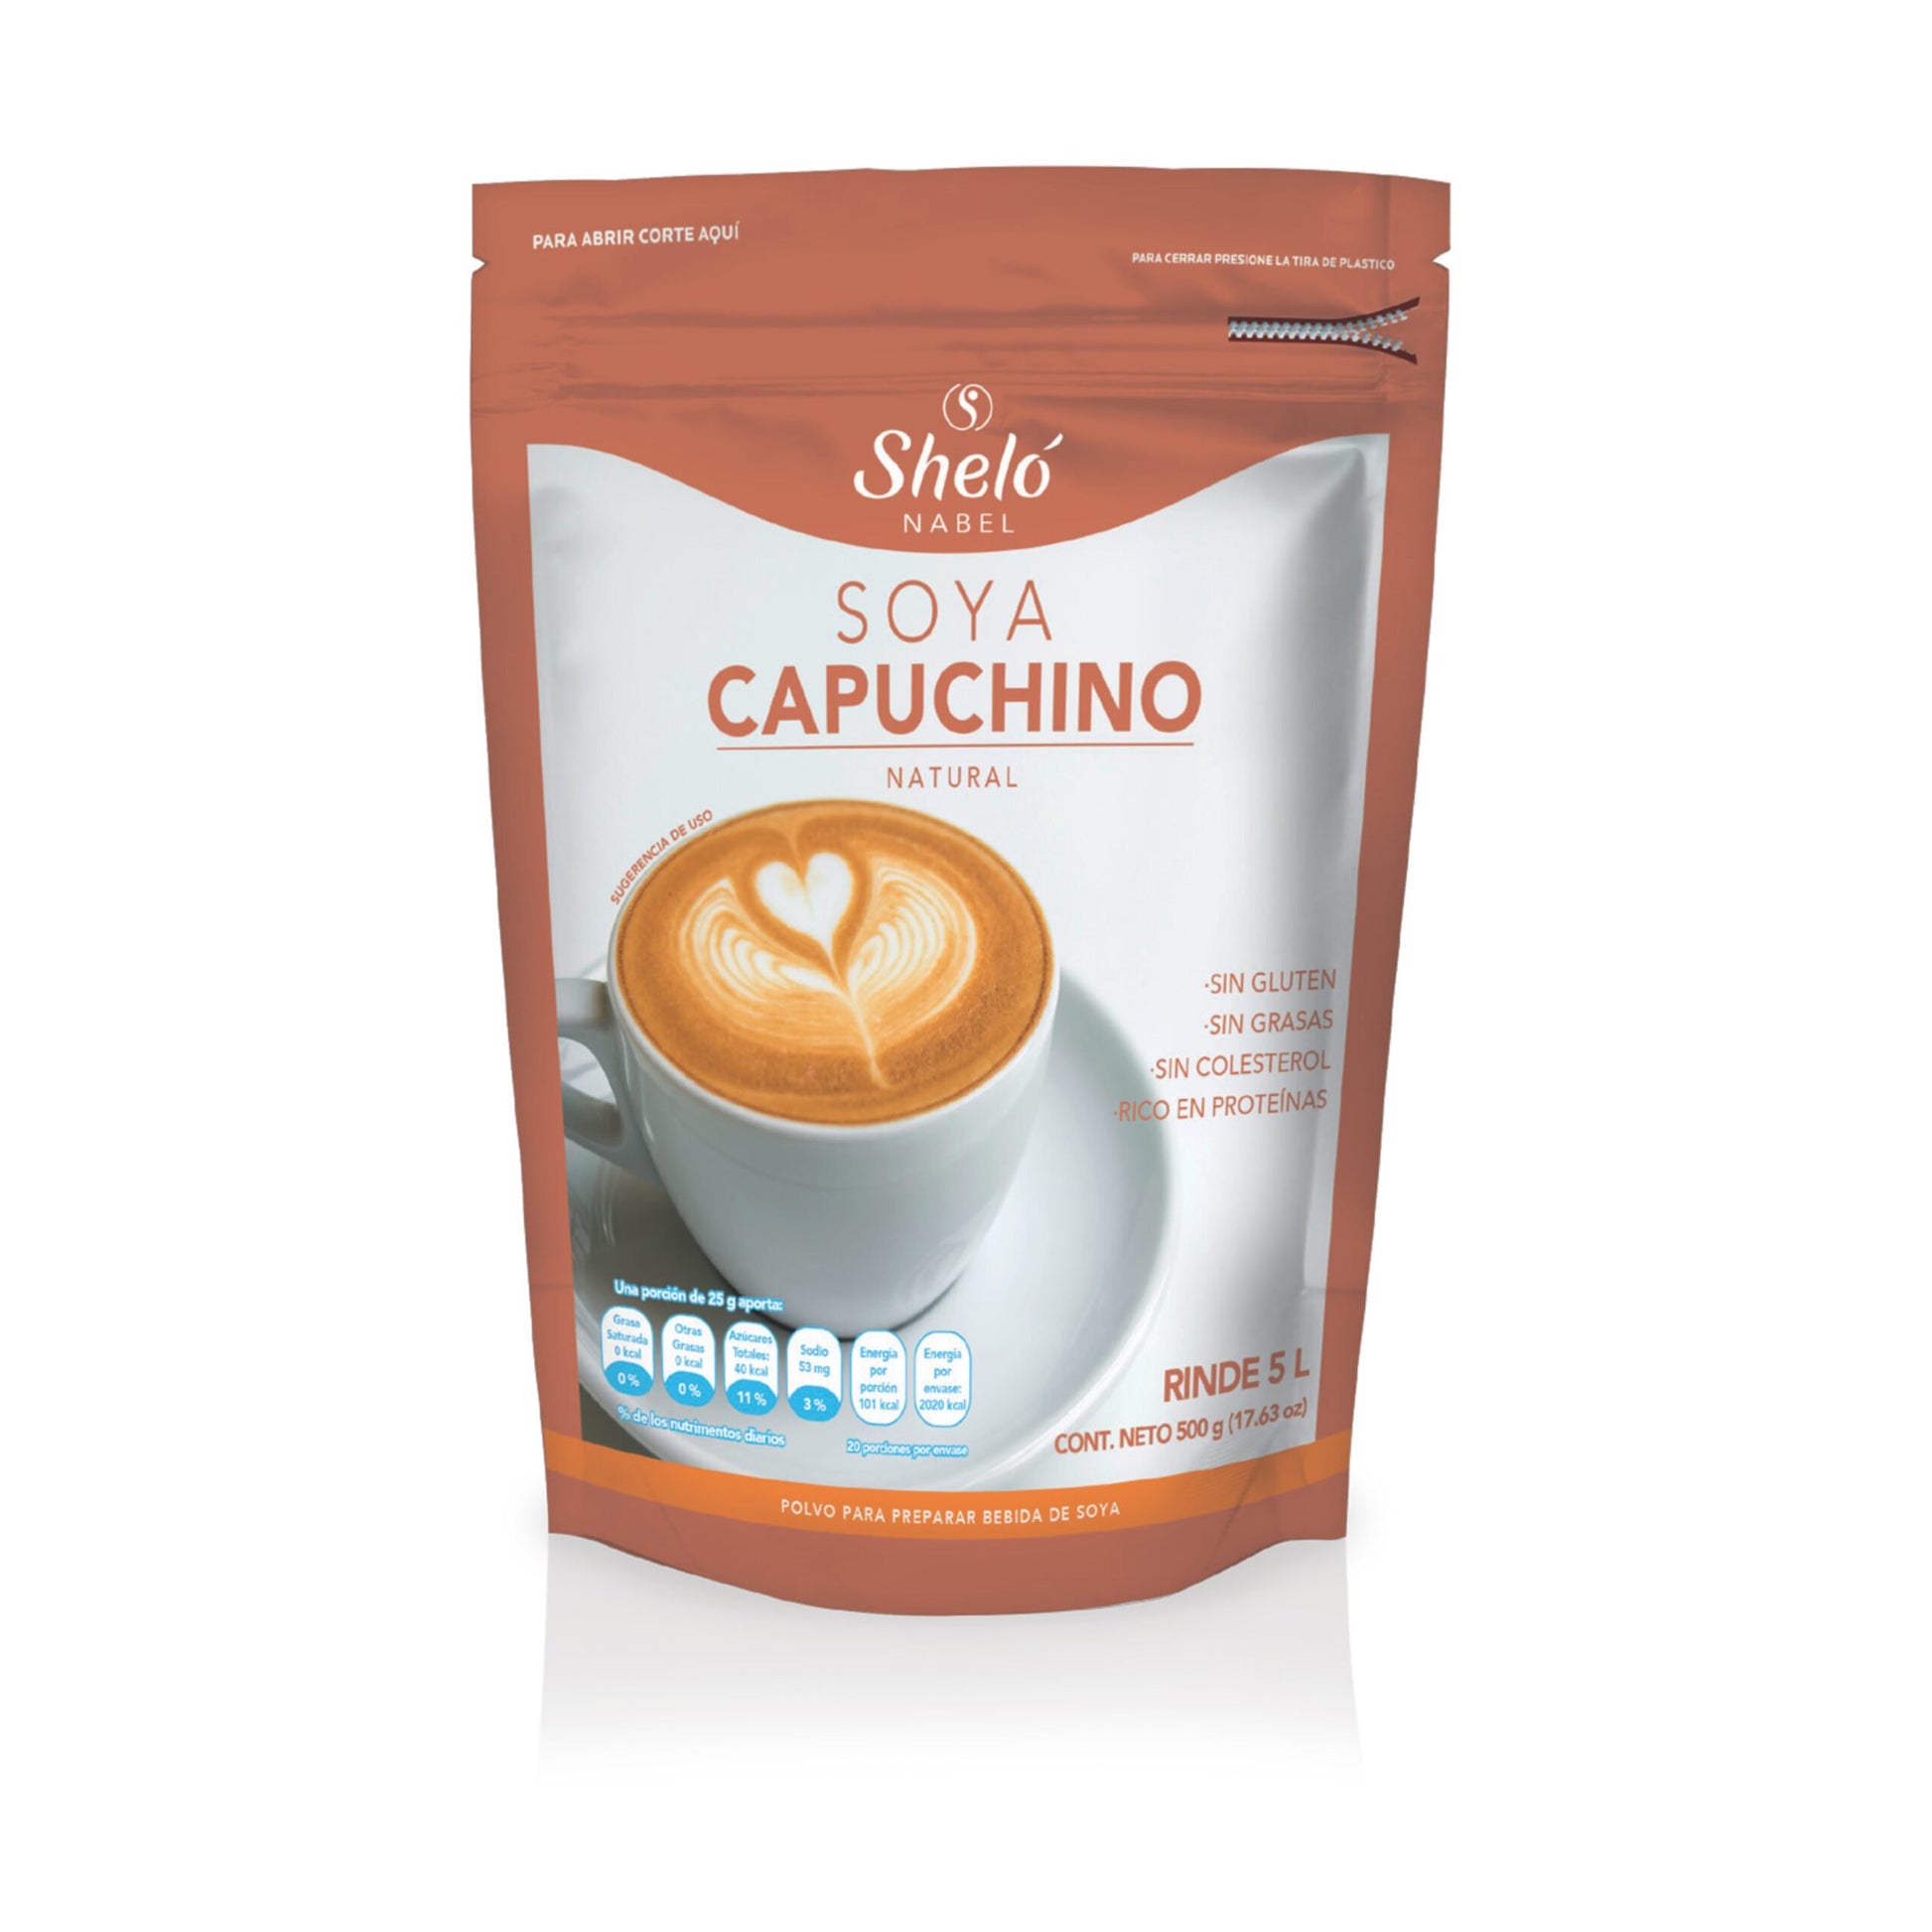 PARA ABRIR CORTE AQUÍ
PARA CERRAR PRESIONE LA TIRA DE PLASTICO
Sheló
NABEL
SOYA
CAPUCHINO
NATURAL
SUGERENCIA DE USO
·SIN GLUTEN
·SIN GRASAS
·SIN COLESTEROL
·RICO EN PROTEÍNAS
Una porción de 25 g aporta:
Grasa
Saturada
0 kcal
0 %
Otras
Grasas
0 kcal
0 %
Azúcares
Totales:
40 kcal
11 %
Sodio
53 mg
3 %
Energía
por
porción
101 kcal
Energía
por
envase:
2020 kcal
% de los nutrimentos diarios
20 porciones por envase
RINDE 5 L
CONT. NETO 500 g (17.63 oz)
POLVO PARA PREPARAR BEBIDA DE SOYA